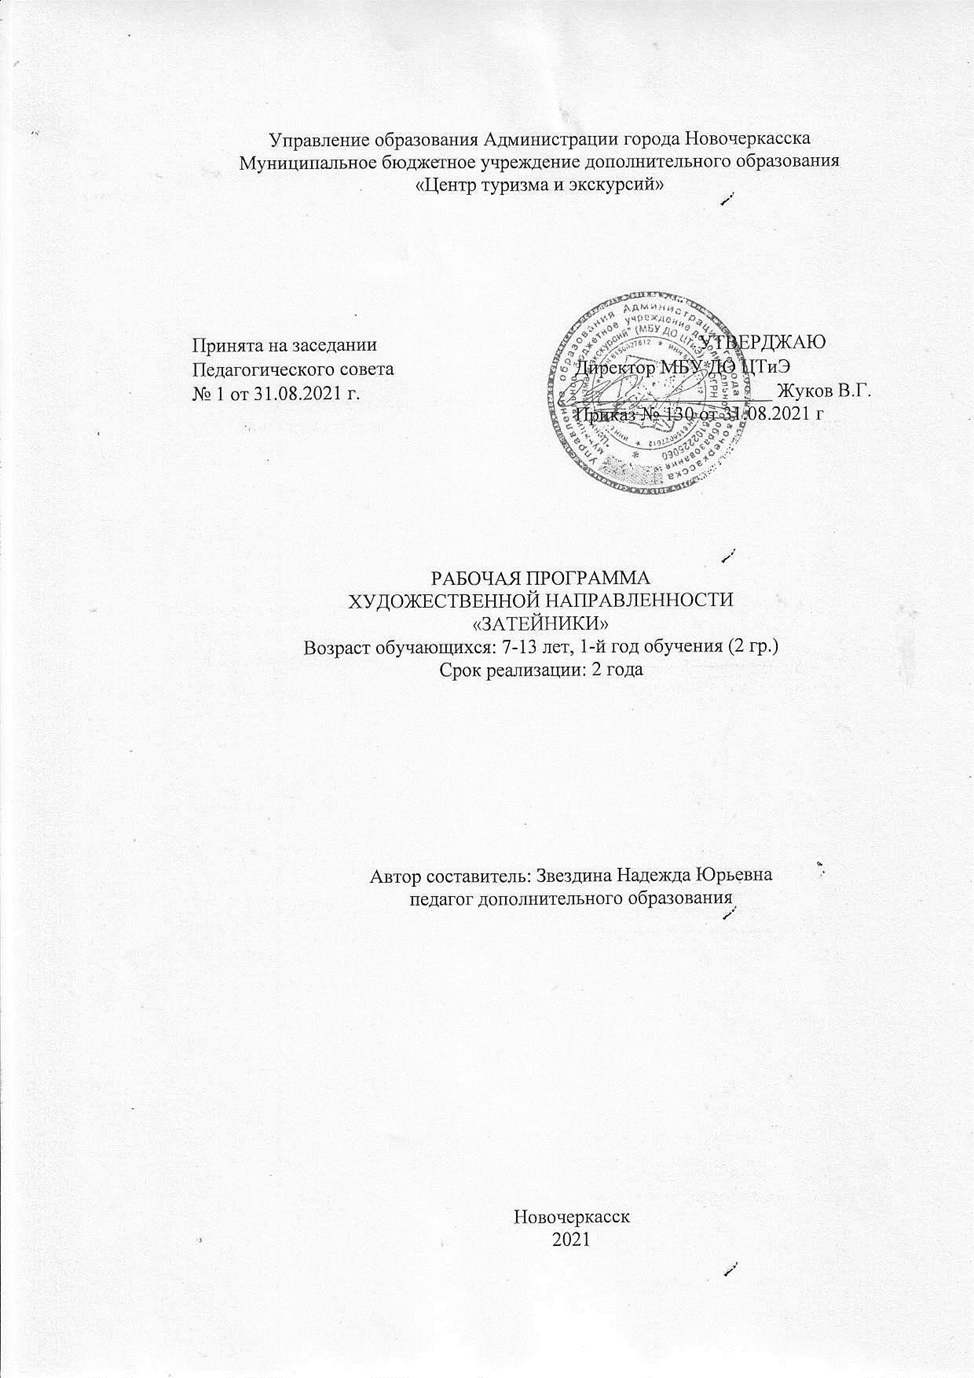 Управление образования Администрации города Новочеркасска
Муниципальное бюджетное учреждение дополнительного образования
«Центр туризма и экскурсий»
Принята на заседании
Педагогического совета
№ 1 от 31.08.2021 г.
УТВЕРДЖАЮ
Директор МБУ ДО ЦТиЭ
Жуков В.Г.
Приказ № 130 от 31.08.2021 г
РАБОЧАЯ ПРОГРАММА
ХУДОЖЕСТВЕННОЙ НАПРАВЛЕННОСТИ
«ЗАТЕЙНИКИ»
Возраст обучающихся: 7-13 лет, 1-й год обучения (2 гр.)
Срок реализации: 2 года
Автор составитель: Звездина Надежда Юрьевна
педагог дополнительного образования
Новочеркасск
2021